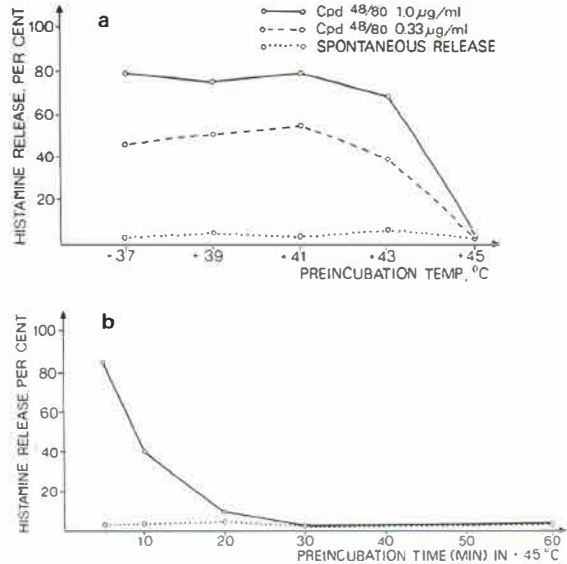 a
Cpd 48/80 1.0 µg/ml
Cpd 48/80 0.33 µg/ml
SPONTANEOUS RELEASE
HISTAMINE RELEASE, PER CENT
100
80
60
40
20
+37 +39 +41 +43 +45
PREINCUBATION TEMP, °C
b
HISTAMINE RELEASE, PER CENT
100
80
60
40
20
10 20 30 40 50 60
PREINCUBATION TIME (MIN) IN +45 °C